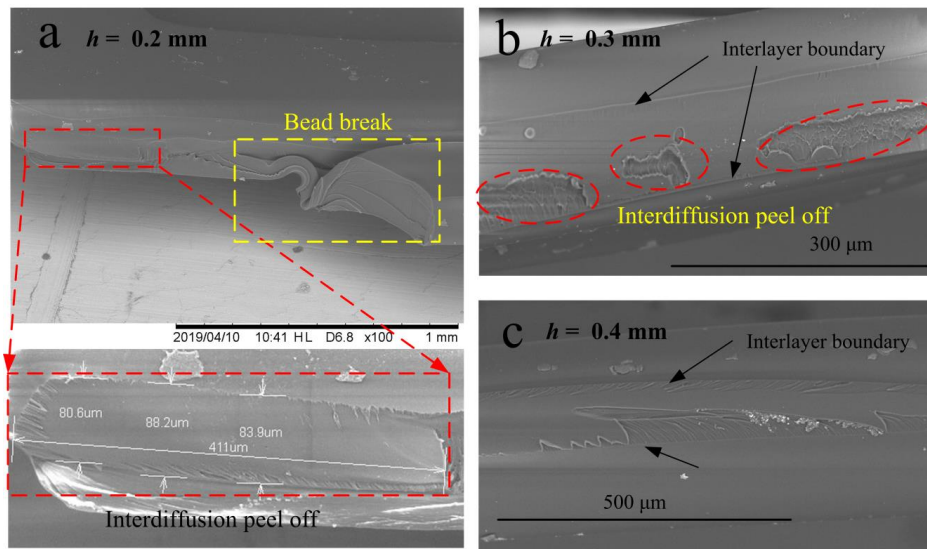 a h = 0.2 mm
Bead break
2019/04/10 10:41 HL D6.8 x100 1 mm
80.6um
88.2um
83.9um
411um
Interdiffusion peel off
b h = 0.3 mm
Interlayer boundary
Interdiffusion peel off
300 μm
c h = 0.4 mm
Interlayer boundary
500 μm